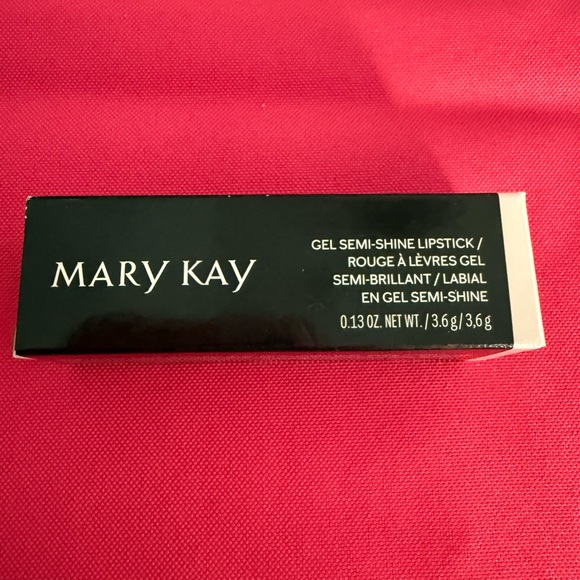 MARY KAY
GEL SEMI-SHINE LIPSTICK /
ROUGE À LÈVRES GEL
SEMI-BRILLANT / LABIAL
EN GEL SEMI-SHINE
0.13 OZ. NET WT. / 3.6 g / 3,6 g